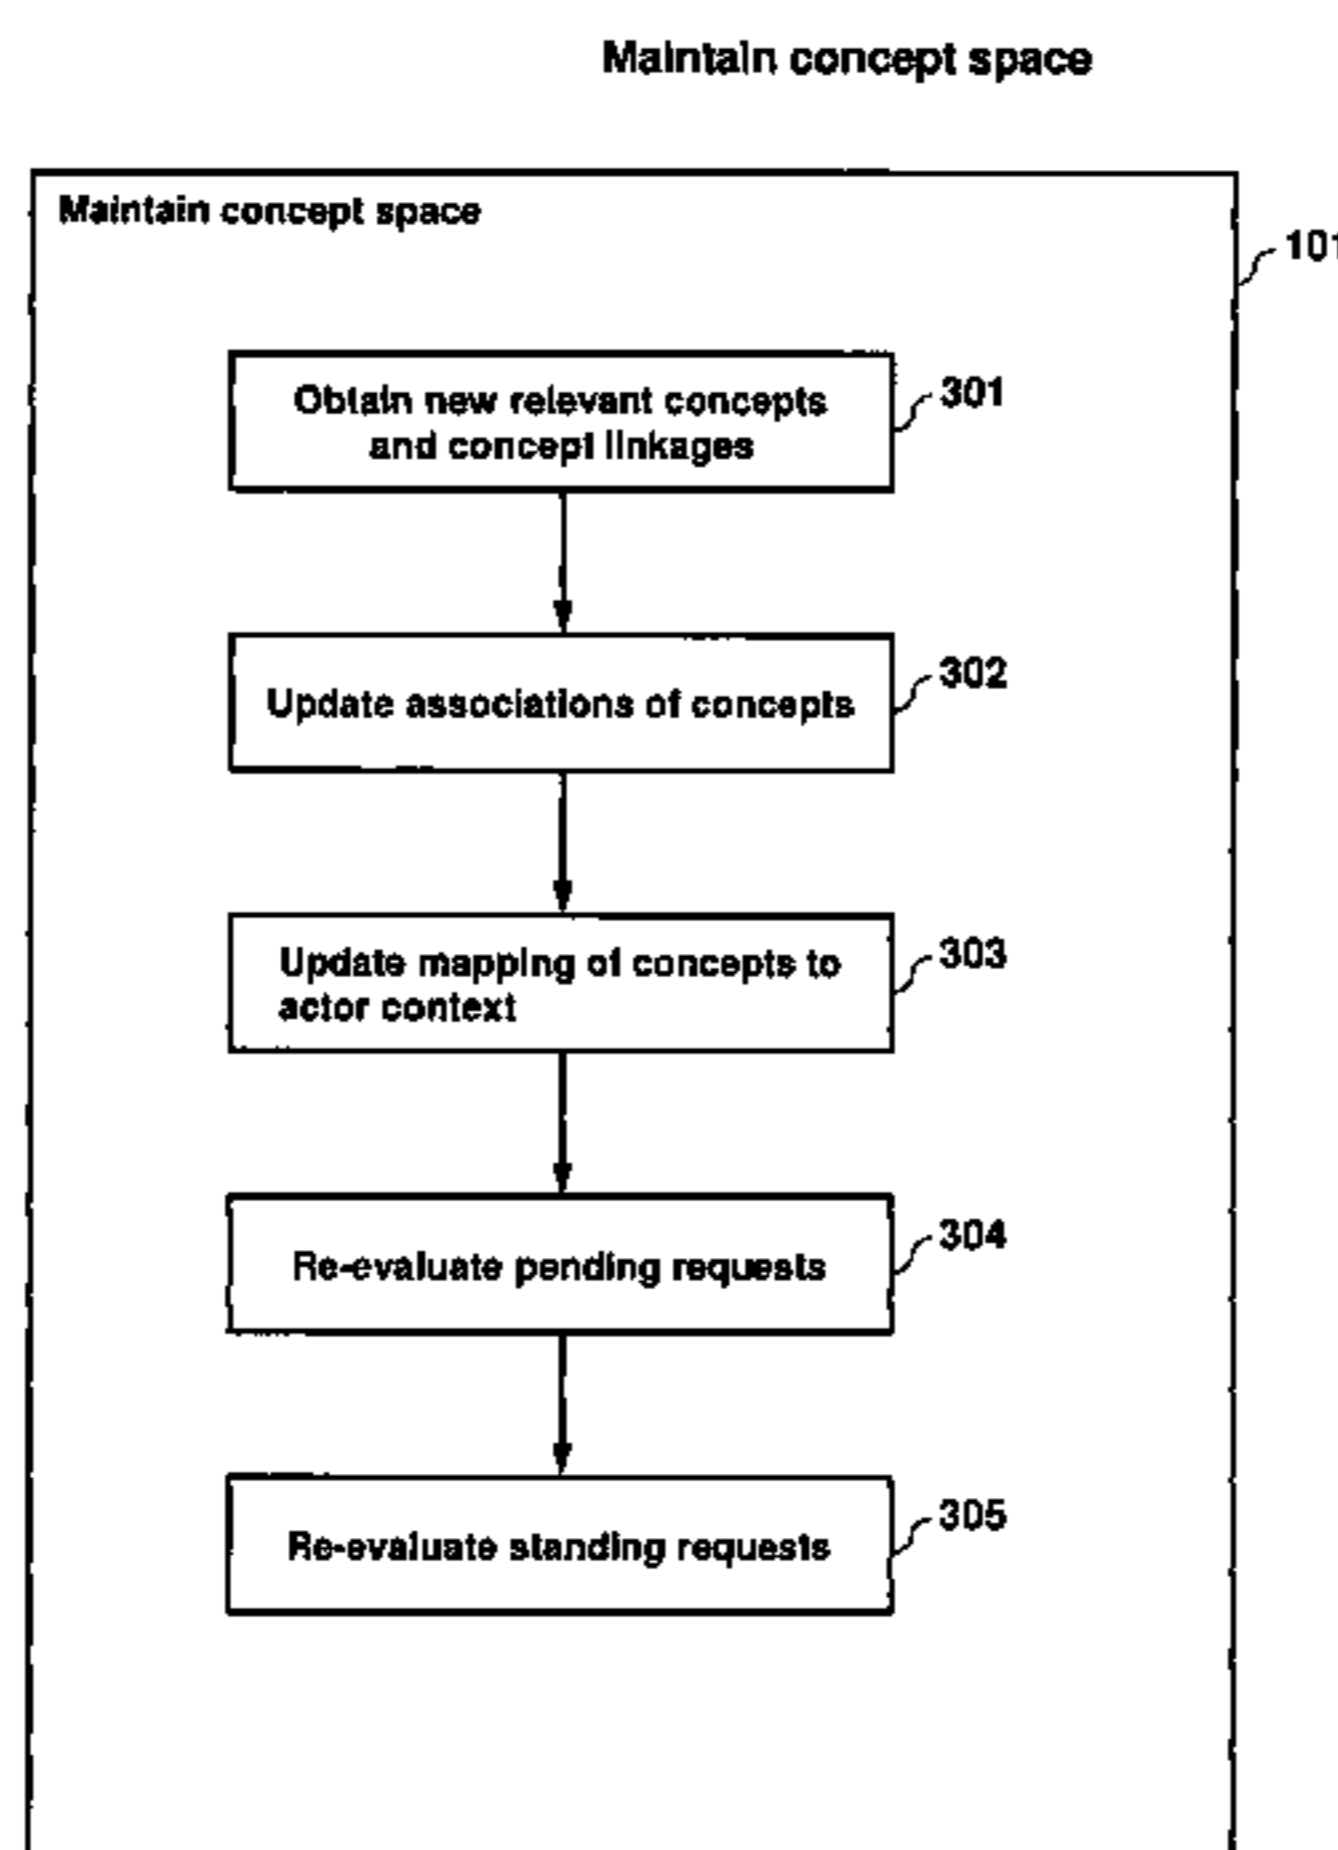 Maintain concept space
Maintain concept space
101
Obtain new relevant concepts
and concept linkages
301
Update associations of concepts
302
Update mapping of concepts to
actor context
303
Re-evaluate pending requests
304
Re-evaluate standing requests
305